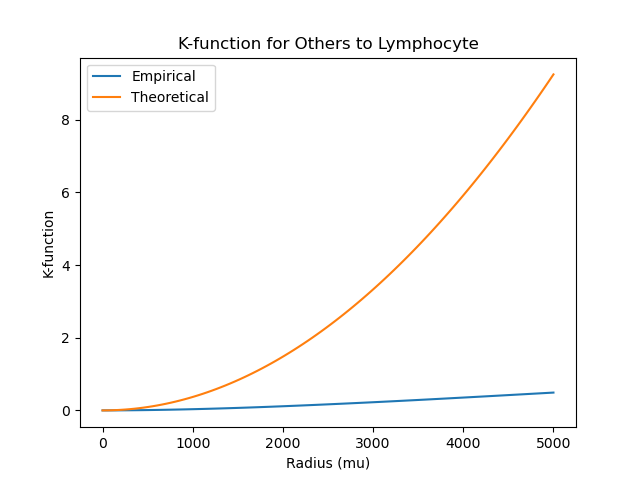 K-function for Others to Lymphocyte
Empirical
Theoretical
8
6
4
2
0
K-function
0 1000 2000 3000 4000 5000
Radius (mu)